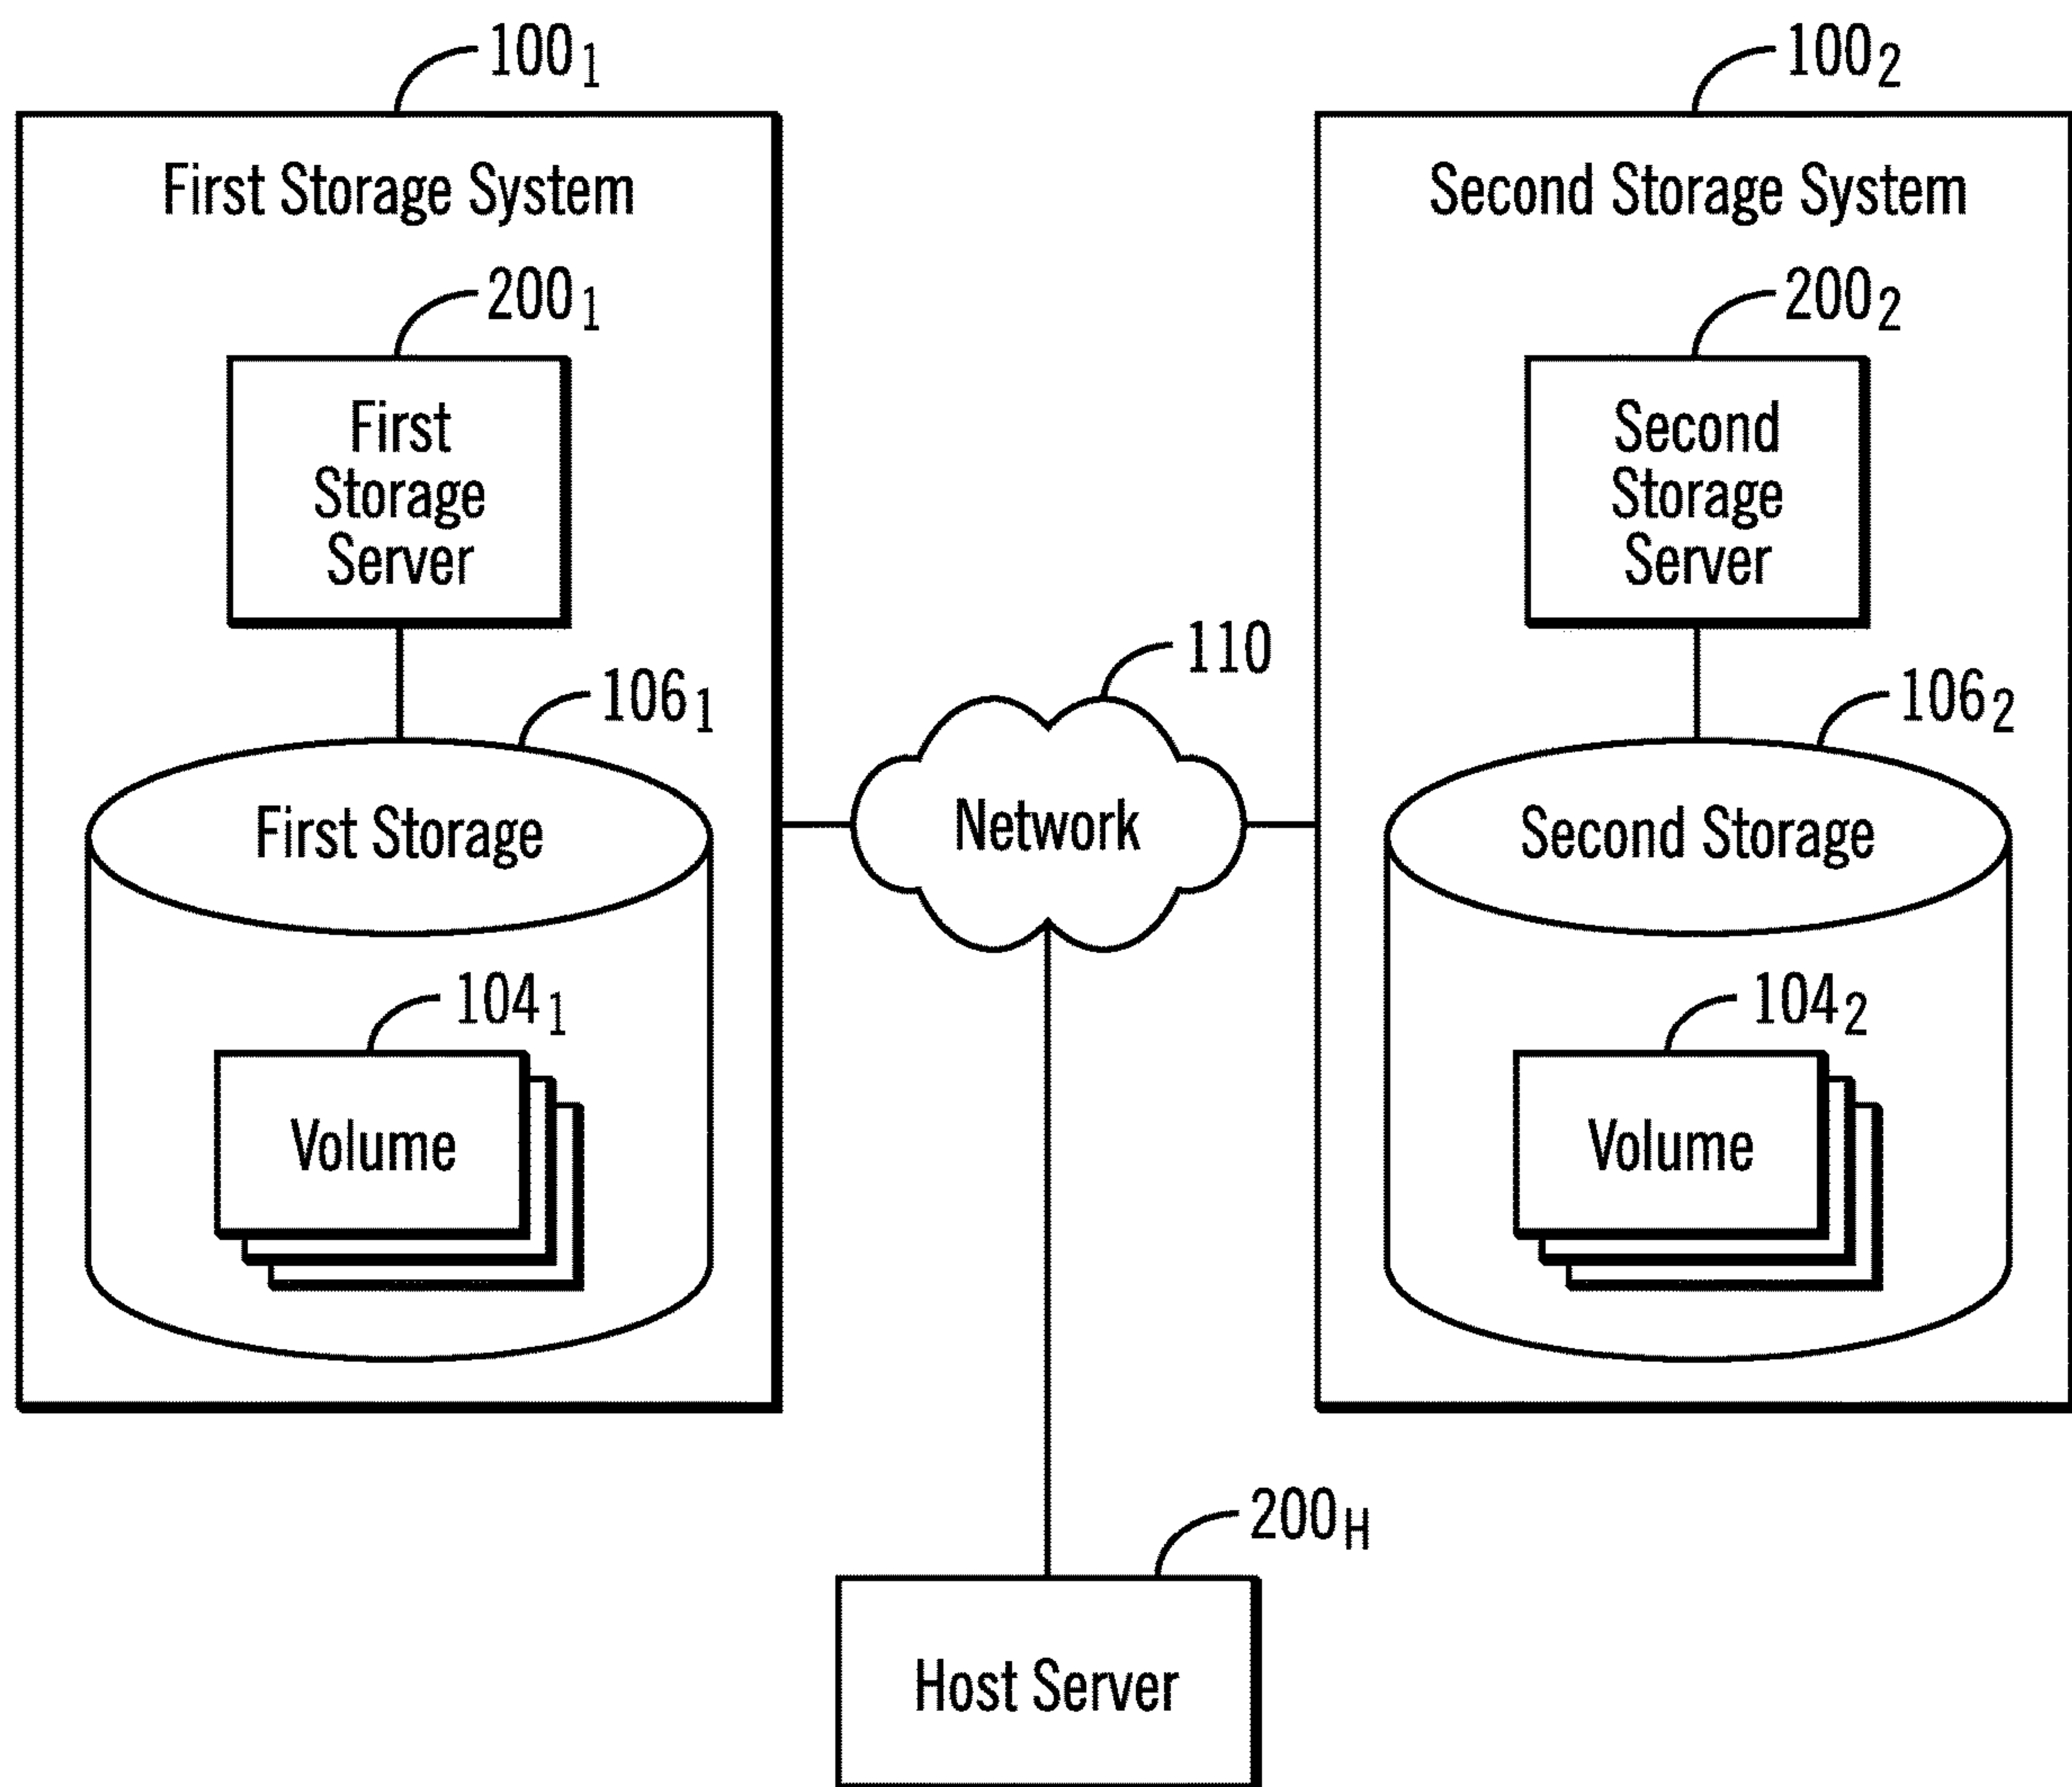 100₁
First Storage System
200₁
First
Storage
Server
106₁
First Storage
104₁
Volume
110
Network
100₂
Second Storage System
200₂
Second
Storage
Server
106₂
Second Storage
104₂
Volume
200H
Host Server